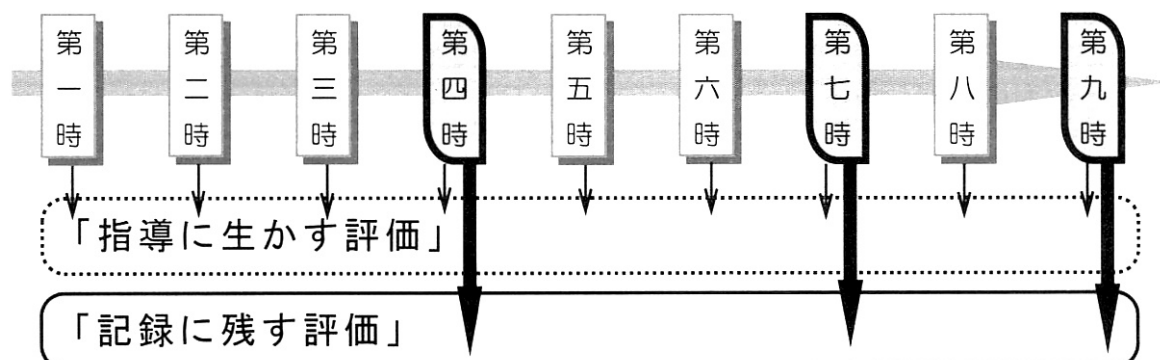 第一時
第二時
第三時
第四時
第五時
第六時
第七時
第八時
第九時
「指導に生かす評価」
「記録に残す評価」